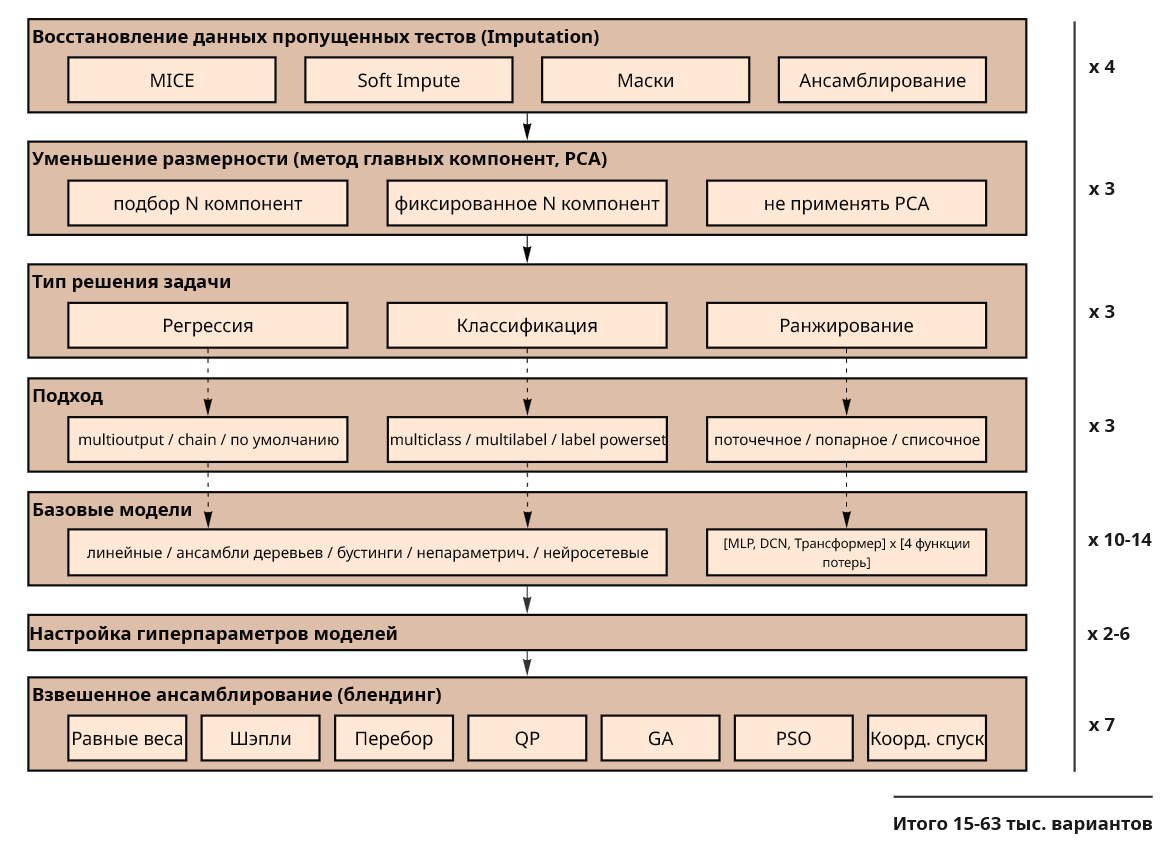 Восстановление данных пропущенных тестов (Imputation)
x 4
MICE
Soft Impute
Маски
Ансамблирование
Уменьшение размерности (метод главных компонент, PCA)
x 3
подбор N компонент
фиксированное N компонент
не применять PCA
Тип решения задачи
x 3
Регрессия
Классификация
Ранжирование
Подход
x 3
multioutput / chain / по умолчанию
multiclass / multilabel / label powerset
поточечное / попарное / списочное
Базовые модели
x 10-14
линейные / ансамбли деревьев / бустинги / непараметрич. / нейросетевые
[MLP, DCN, Трансформер] x [4 функции
потерь]
Настройка гиперпараметров моделей
x 2-6
Взвешенное ансамблирование (блендинг)
x 7
Равные веса
Шэпли
Перебор
QP
GA
PSO
Коорд. спуск
Итого 15-63 тыс. вариантов